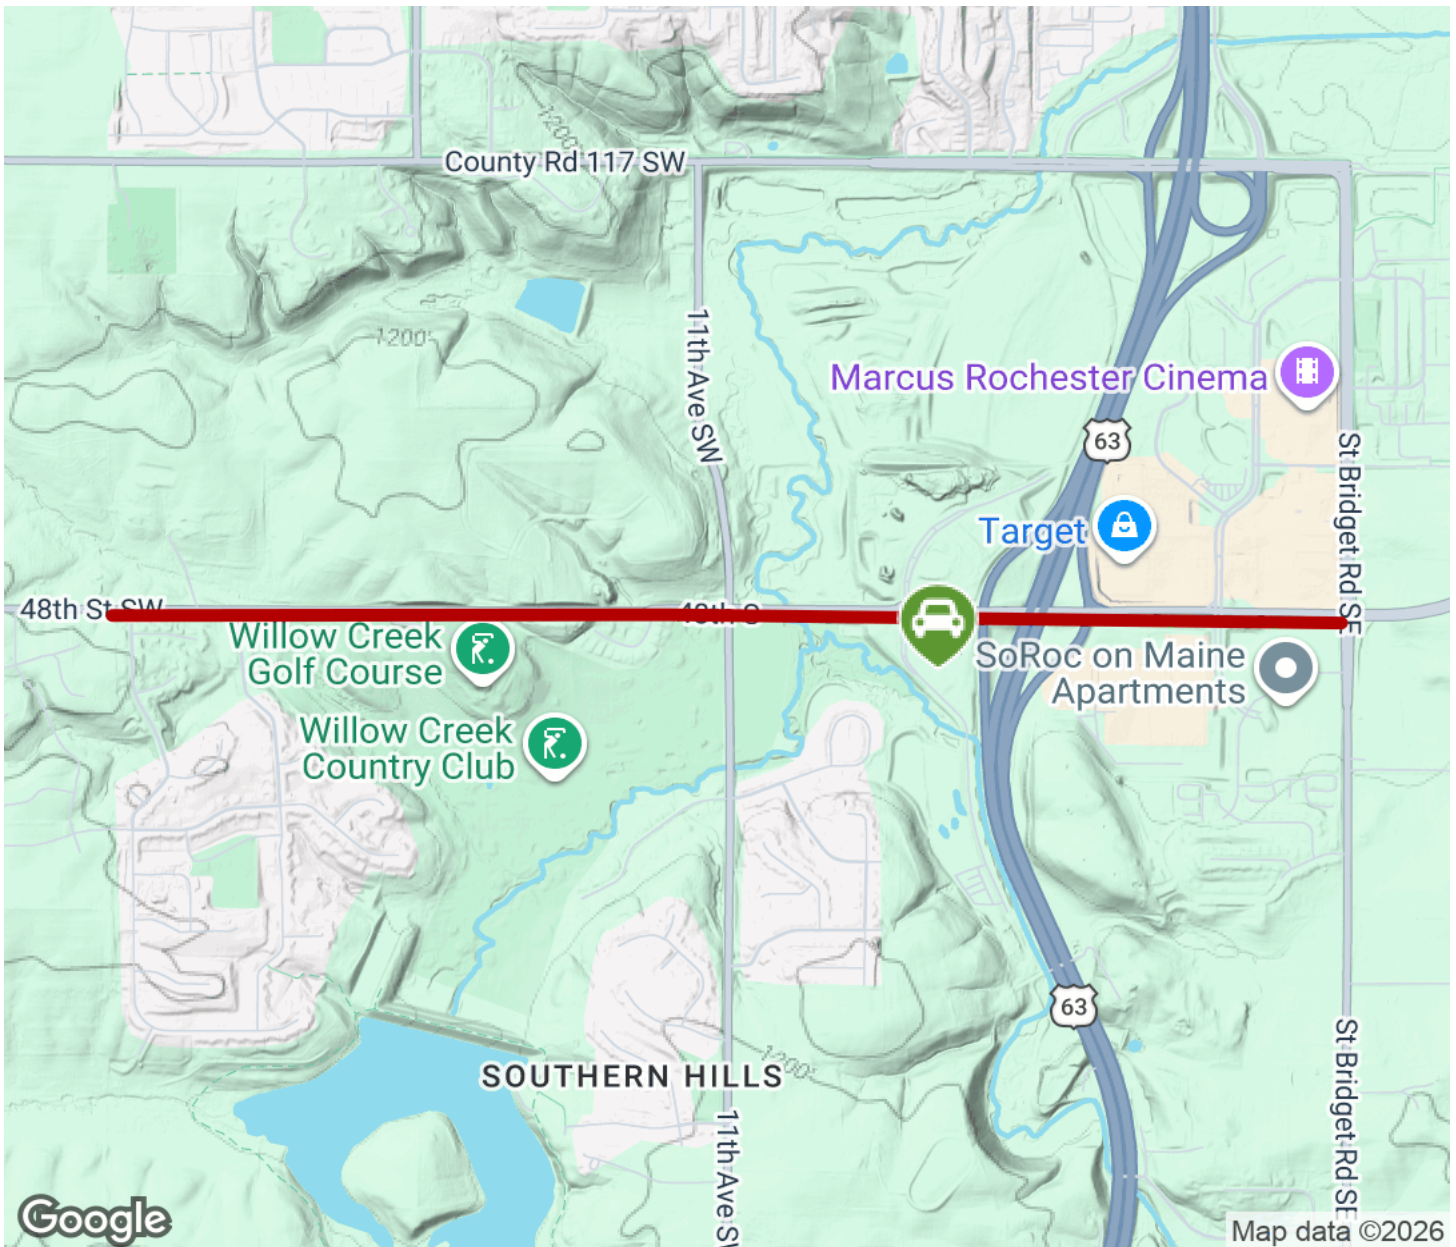 1200
County Rd 117 SW
1200
11th Ave SW
Marcus Rochester Cinema
63
St Bridget Rd SE
Target
48th St SW
Willow Creek
Golf Course
SoRoc on Maine
Apartments
Willow Creek
Country Club
63
SOUTHERN HILLS
1200
St Bridget Rd SE
11th Ave SW
Google
Map data ©2026